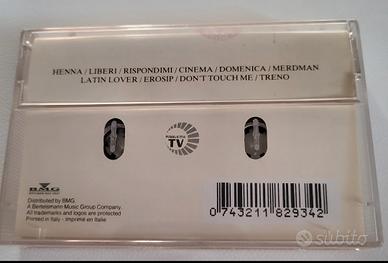 HENNA / LIBERI / RISPONDIMI / CINEMA / DOMENICA / MERDMAN
LATIN LOVER / EROSIP / DON'T TOUCH ME / TRENO
TV
BMG
Distributed by BMG.
A Bertelsmann Music Group Company.
All trademarks and logos are protected
Printed in Italy - Imprimé en Italie
0 743211 829342
subito